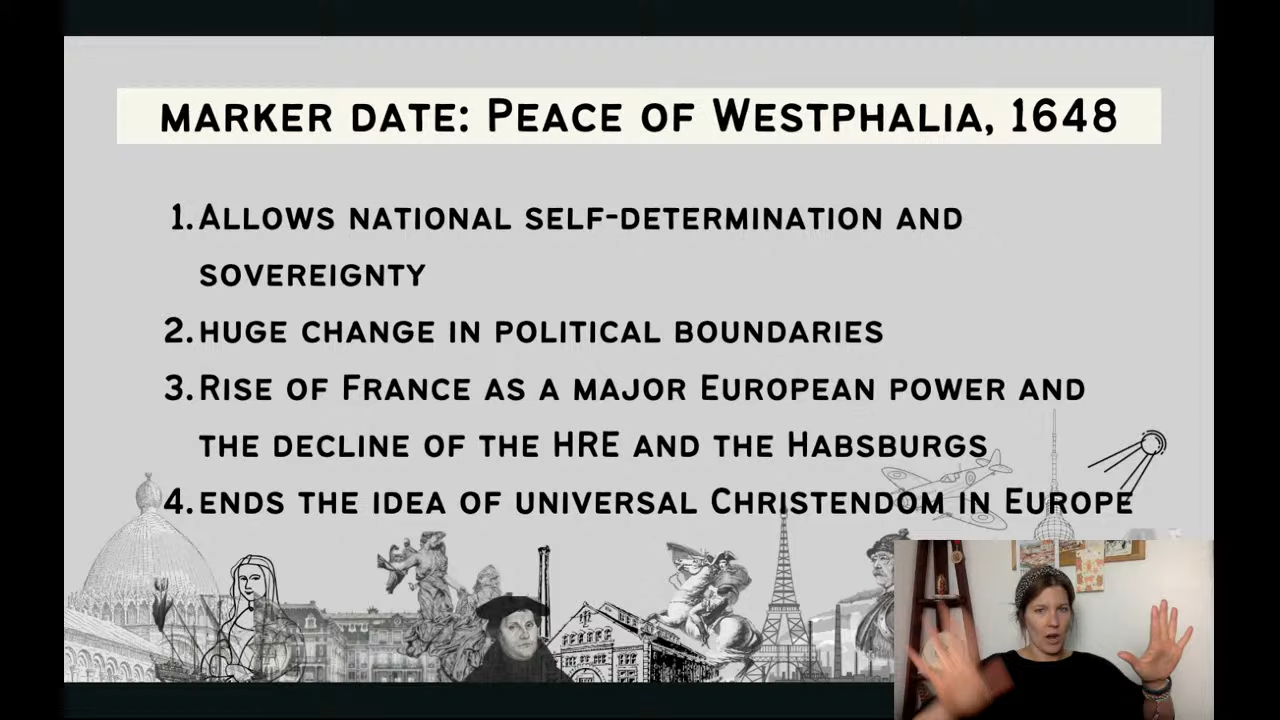 MARKER DATE: PEACE OF WESTPHALIA, 1648
1. ALLOWS NATIONAL SELF-DETERMINATION AND
SOVEREIGNTY
2. HUGE CHANGE IN POLITICAL BOUNDARIES
3. RISE OF FRANCE AS A MAJOR EUROPEAN POWER AND
THE DECLINE OF THE HRE AND THE HABSBURGS
4. ENDS THE IDEA OF UNIVERSAL CHRISTENDOM IN EUROPE